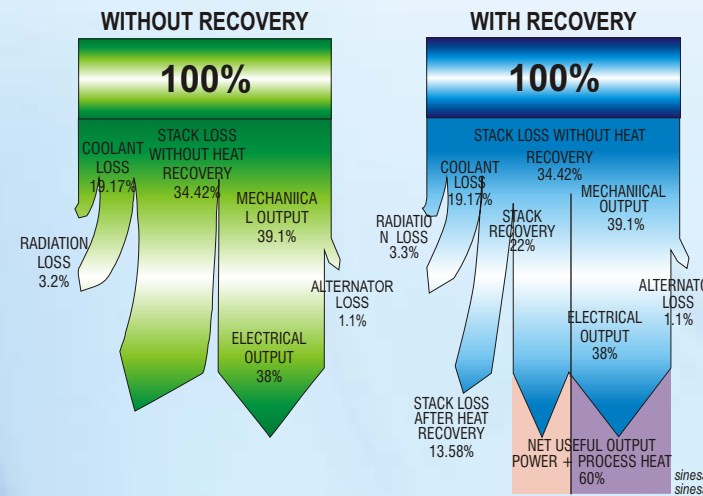 WITHOUT RECOVERY
100%
COOLANT
LOSS
19.17%
STACK LOSS
WITHOUT HEAT
RECOVERY
34.42%
MECHANIICA
L OUTPUT
39.1%
RADIATION
LOSS
3.2%
ALTERNATOR
LOSS
1.1%
ELECTRICAL
OUTPUT
38%
WITH RECOVERY
100%
STACK LOSS WITHOUT HEAT
RECOVERY
34.42%
COOLANT
LOSS
19.17%
MECHANIICAL
OUTPUT
39.1%
RADIATIO
N LOSS
3.3%
STACK
RECOVERY
22%
ALTERNATO
LOSS
1.1%
ELECTRICAL
OUTPUT
38%
STACK LOSS
AFTER HEAT
RECOVERY
13.58%
NET USEFUL OUTPUT
POWER + PROCESS HEAT
60%
siness
siness